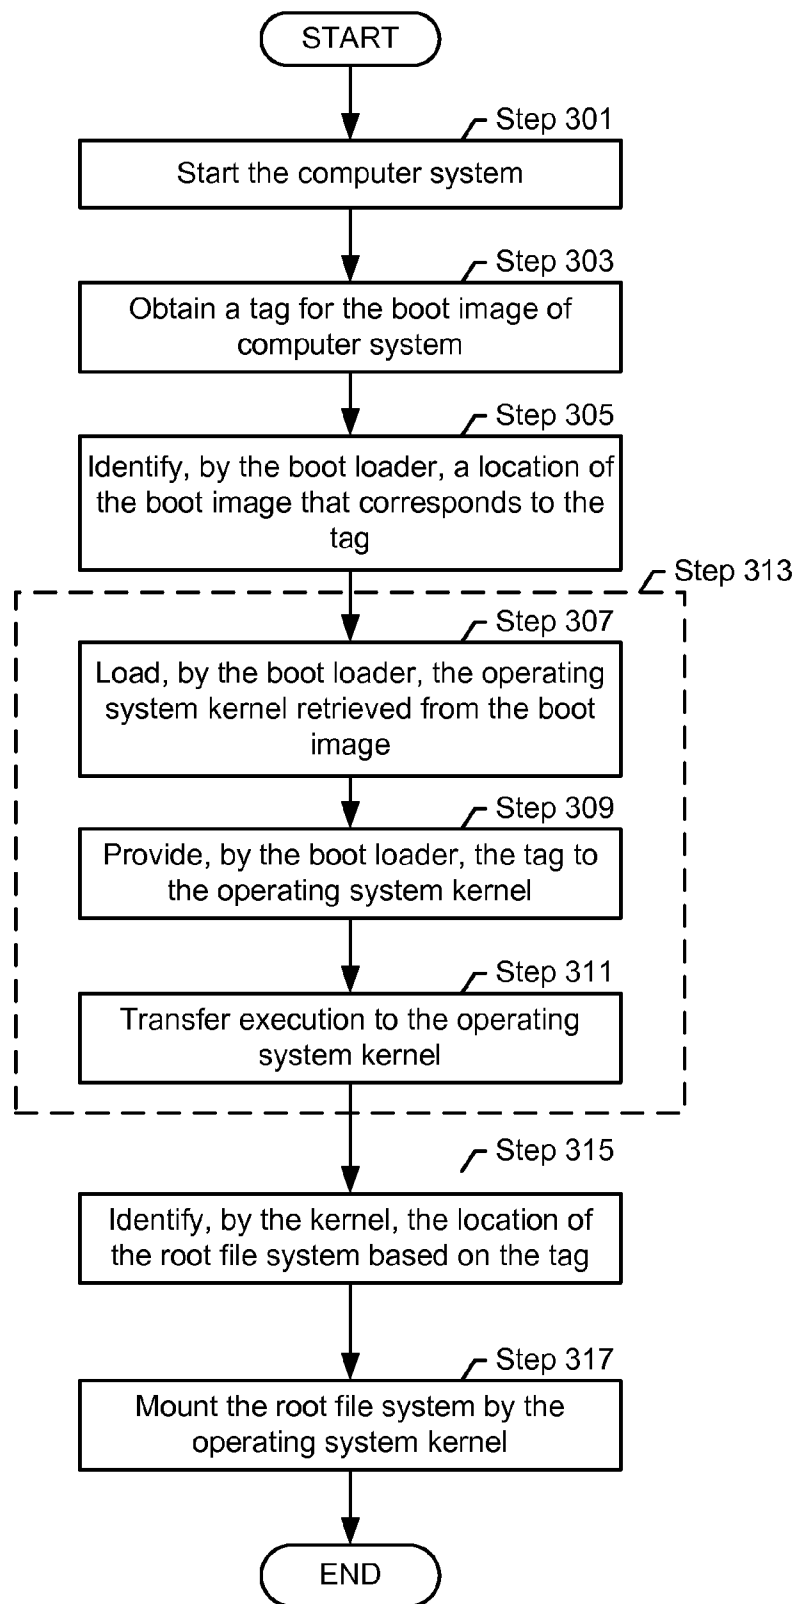 START
Step 301
Start the computer system
Step 303
Obtain a tag for the boot image of
computer system
Step 305
Identify, by the boot loader, a location of
the boot image that corresponds to the
tag
Step 313
Step 307
Load, by the boot loader, the operating
system kernel retrieved from the boot
image
Step 309
Provide, by the boot loader, the tag to
the operating system kernel
Step 311
Transfer execution to the operating
system kernel
Step 315
Identify, by the kernel, the location of
the root file system based on the tag
Step 317
Mount the root file system by the
operating system kernel
END